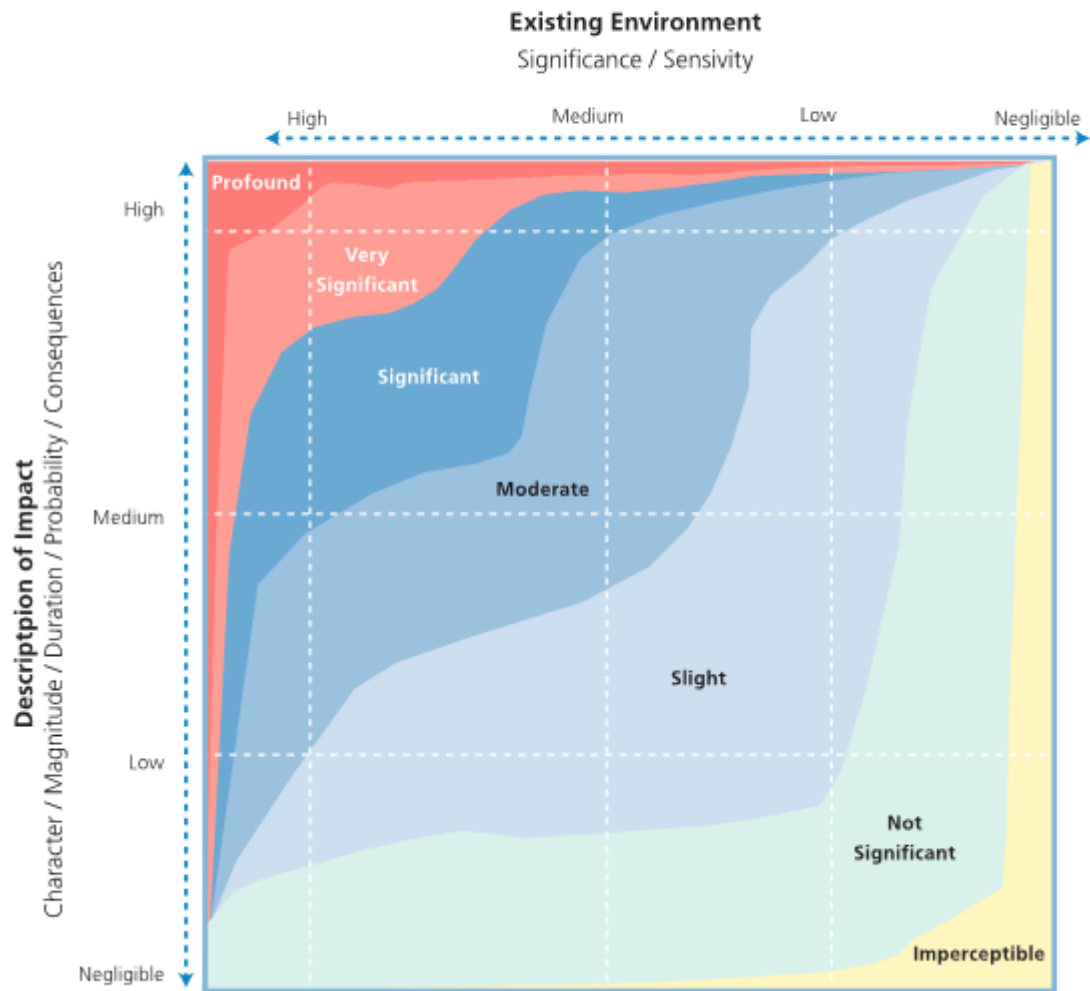 Existing Environment
Significance / Sensivity
High
Medium
Low
Negligible
Descriptpion of Impact
Character / Magnitude / Duration / Probability / Consequences
High
Medium
Low
Negligible
Profound
Very
Significant
Significant
Moderate
Slight
Not
Significant
Imperceptible